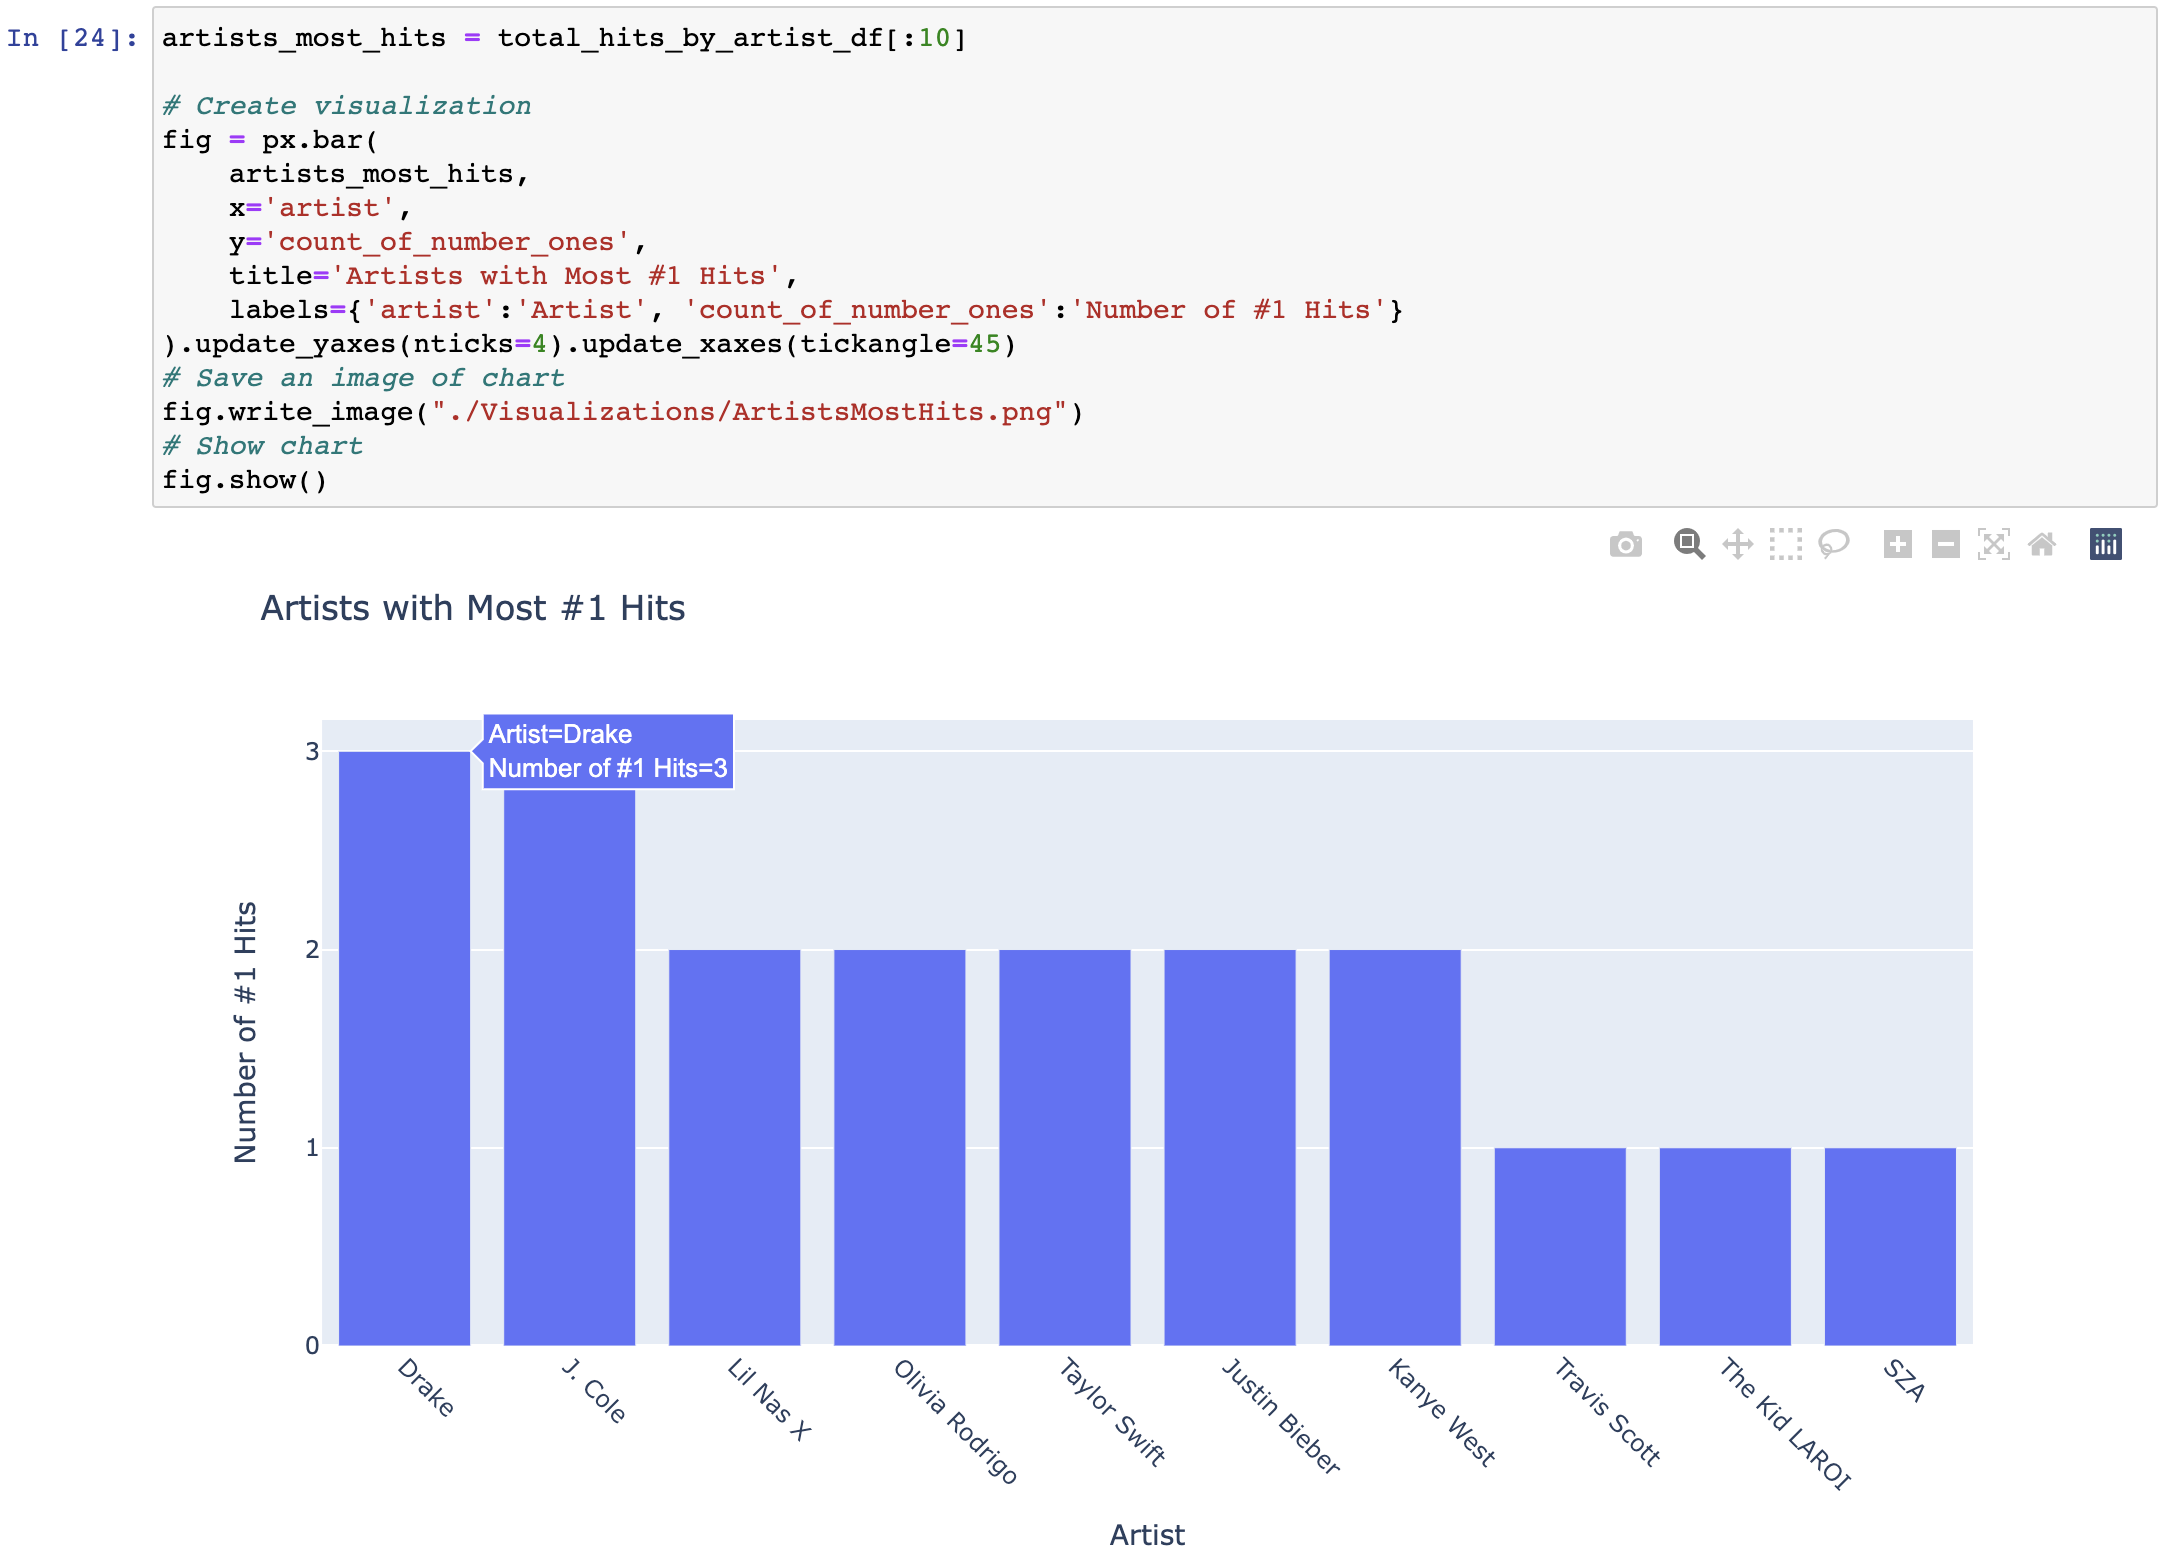 In [24]:
artists_most_hits = total_hits_by_artist_df[:10]
# Create visualization
fig = px.bar(
    artists_most_hits,
    x='artist',
    y='count_of_number_ones',
    title='Artists with Most #1 Hits',
    labels={'artist':'Artist', 'count_of_number_ones':'Number of #1 Hits'}
).update_yaxes(nticks=4).update_xaxes(tickangle=45)
# Save an image of chart
fig.write_image("./Visualizations/ArtistsMostHits.png")
# Show chart
fig.show()
Artists with Most #1 Hits
Artist=Drake
Number of #1 Hits=3
Number of #1 Hits
3
2
1
0
Drake
J. Cole
Lil Nas X
Olivia Rodrigo
Taylor Swift
Justin Bieber
Kanye West
Travis Scott
The Kid LAROI
SZA
Artist